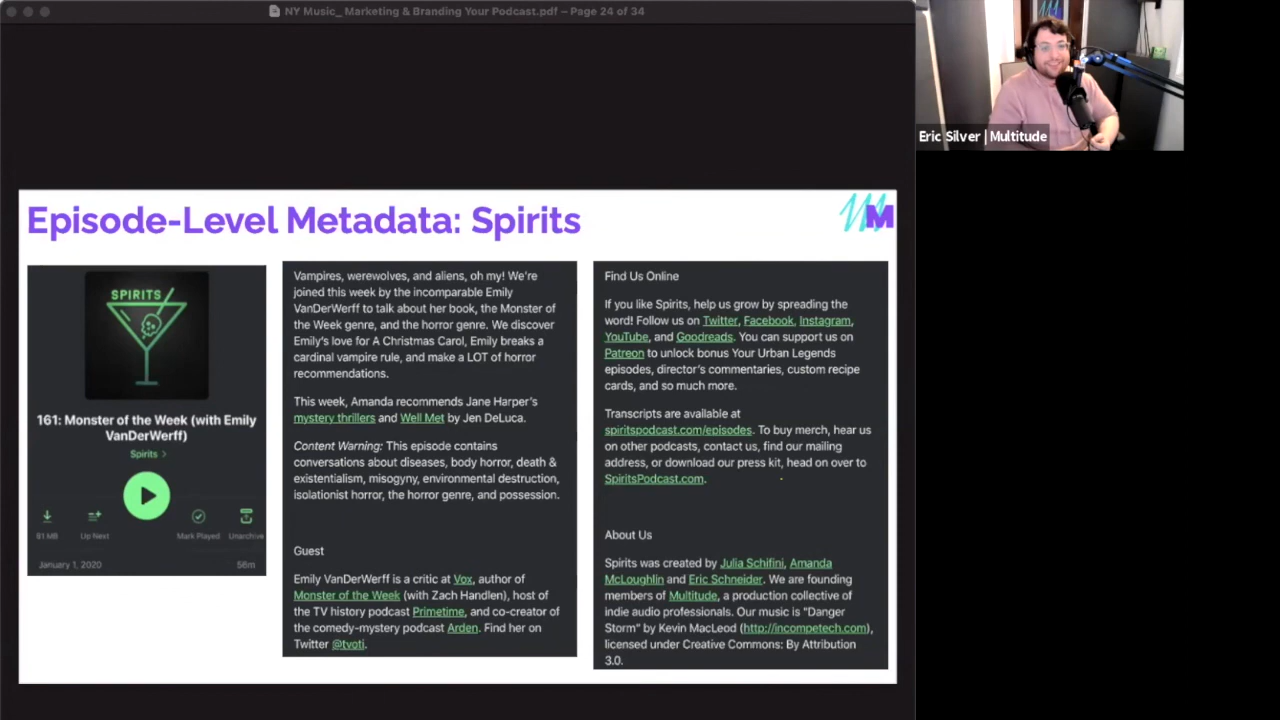 NY Music_ Marketing & Branding Your Podcast.pdf – Page 24 of 34
Eric Silver | Multitude
Episode-Level Metadata: Spirits
M
SPIRITS
161: Monster of the Week (with Emily
VanDerWerff)
Spirits >
81 MB
Up Next
Mark Played
Unarchive
January 1, 2020
56m
Vampires, werewolves, and aliens, oh my! We're
joined this week by the incomparable Emily
VanDerWerff to talk about her book, the Monster of
the Week genre, and the horror genre. We discover
Emily's love for A Christmas Carol, Emily breaks a
cardinal vampire rule, and make a LOT of horror
recommendations.
This week, Amanda recommends Jane Harper's
mystery thrillers and Well Met by Jen DeLuca.
Content Warning: This episode contains
conversations about diseases, body horror, death &
existentialism, misogyny, environmental destruction,
isolationist horror, the horror genre, and possession.
Guest
Emily VanDerWerff is a critic at Vox, author of
Monster of the Week (with Zach Handlen), host of
the TV history podcast Primetime, and co-creator of
the comedy-mystery podcast Arden. Find her on
Twitter @tvoti.
Find Us Online
If you like Spirits, help us grow by spreading the
word! Follow us on Twitter, Facebook, Instagram,
YouTube, and Goodreads. You can support us on
Patreon to unlock bonus Your Urban Legends
episodes, director's commentaries, custom recipe
cards, and so much more.
Transcripts are available at
spiritspodcast.com/episodes. To buy merch, hear us
on other podcasts, contact us, find our mailing
address, or download our press kit, head on over to
SpiritsPodcast.com.
About Us
Spirits was created by Julia Schifini, Amanda
McLoughlin and Eric Schneider. We are founding
members of Multitude, a production collective of
indie audio professionals. Our music is "Danger
Storm" by Kevin MacLeod (http://incompetech.com),
licensed under Creative Commons: By Attribution
3.0.